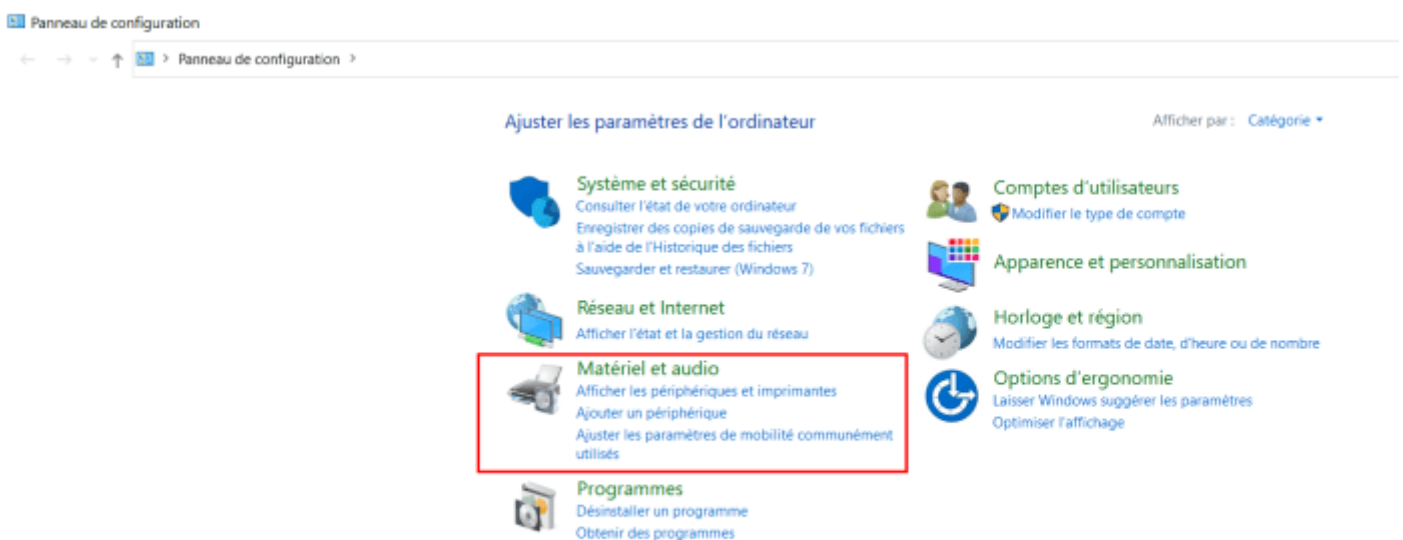 Panneau de configuration
Panneau de configuration
Ajuster les paramètres de l'ordinateur
Afficher par : Catégorie
Système et sécurité
Consulter l'état de votre ordinateur
Enregistrer des copies de sauvegarde de vos fichiers
à l'aide de l'Historique des fichiers
Sauvegarder et restaurer (Windows 7)
Réseau et Internet
Afficher l'état et la gestion du réseau
Matériel et audio
Afficher les périphériques et imprimantes
Ajouter un périphérique
Ajuster les paramètres de mobilité communément
utilisés
Programmes
Désinstaller un programme
Obtenir des programmes
Comptes d'utilisateurs
Modifier le type de compte
Apparence et personnalisation
Horloge et région
Modifier les formats de date, d'heure ou de nombre
Options d'ergonomie
Laisser Windows suggérer les paramètres
Optimiser l'affichage